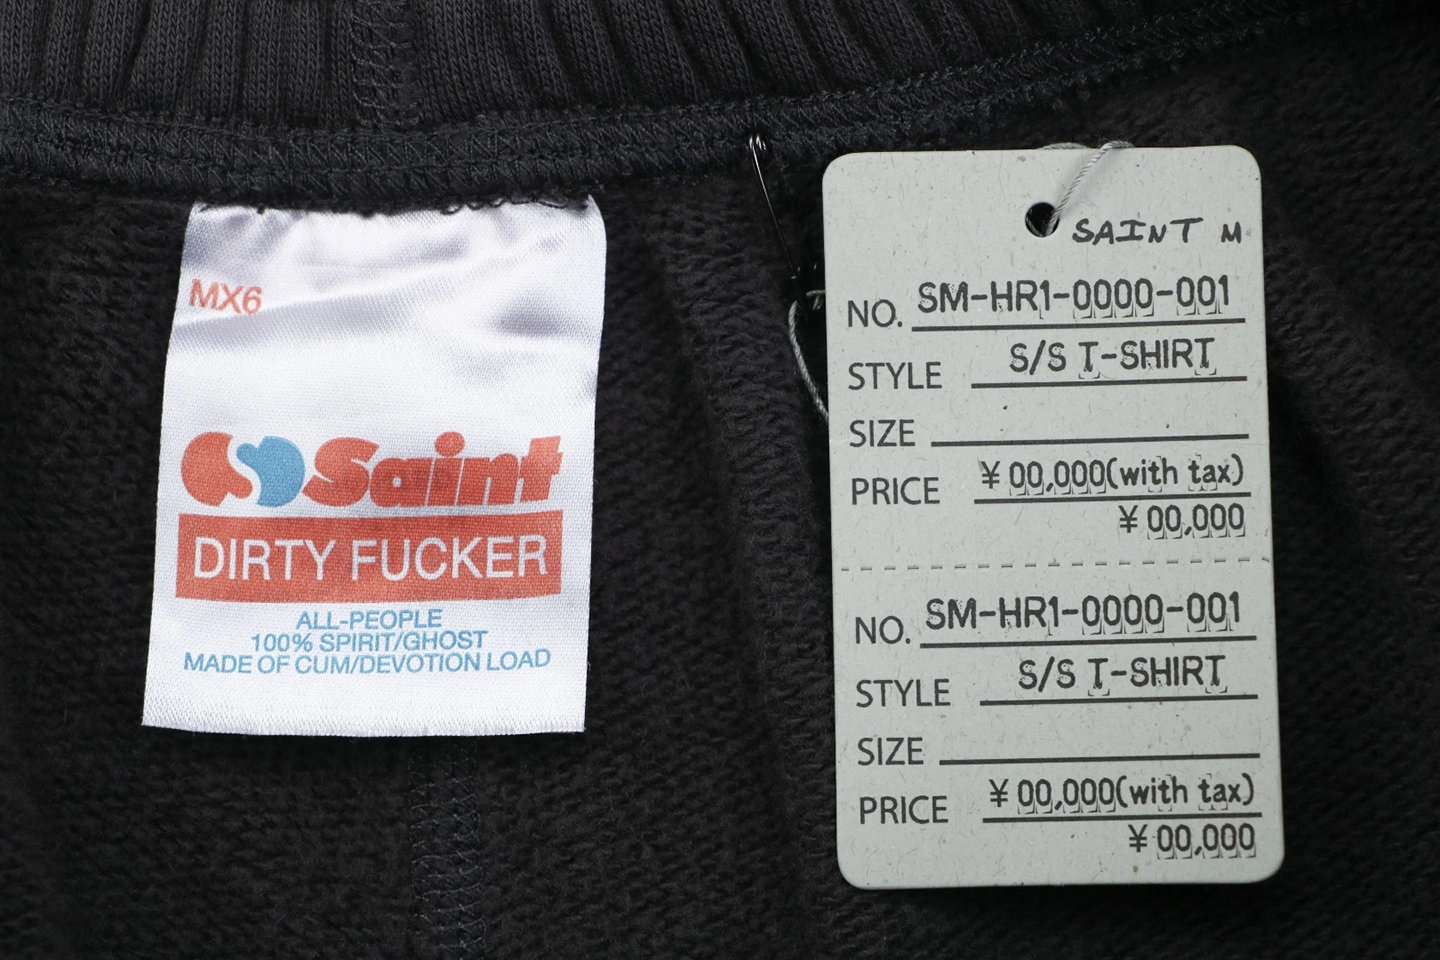 MX6
Saint
DIRTY FUCKER
ALL-PEOPLE
100% SPIRIT/GHOST
MADE OF CUM/DEVOTION LOAD
SAINT M
NO. SM-HR1-0000-001
STYLE S/S T-SHIRT
SIZE
PRICE ¥00,000(with tax)
¥00,000
NO. SM-HR1-0000-001
STYLE S/S T-SHIRT
SIZE
PRICE ¥00,000(with tax)
¥00,000